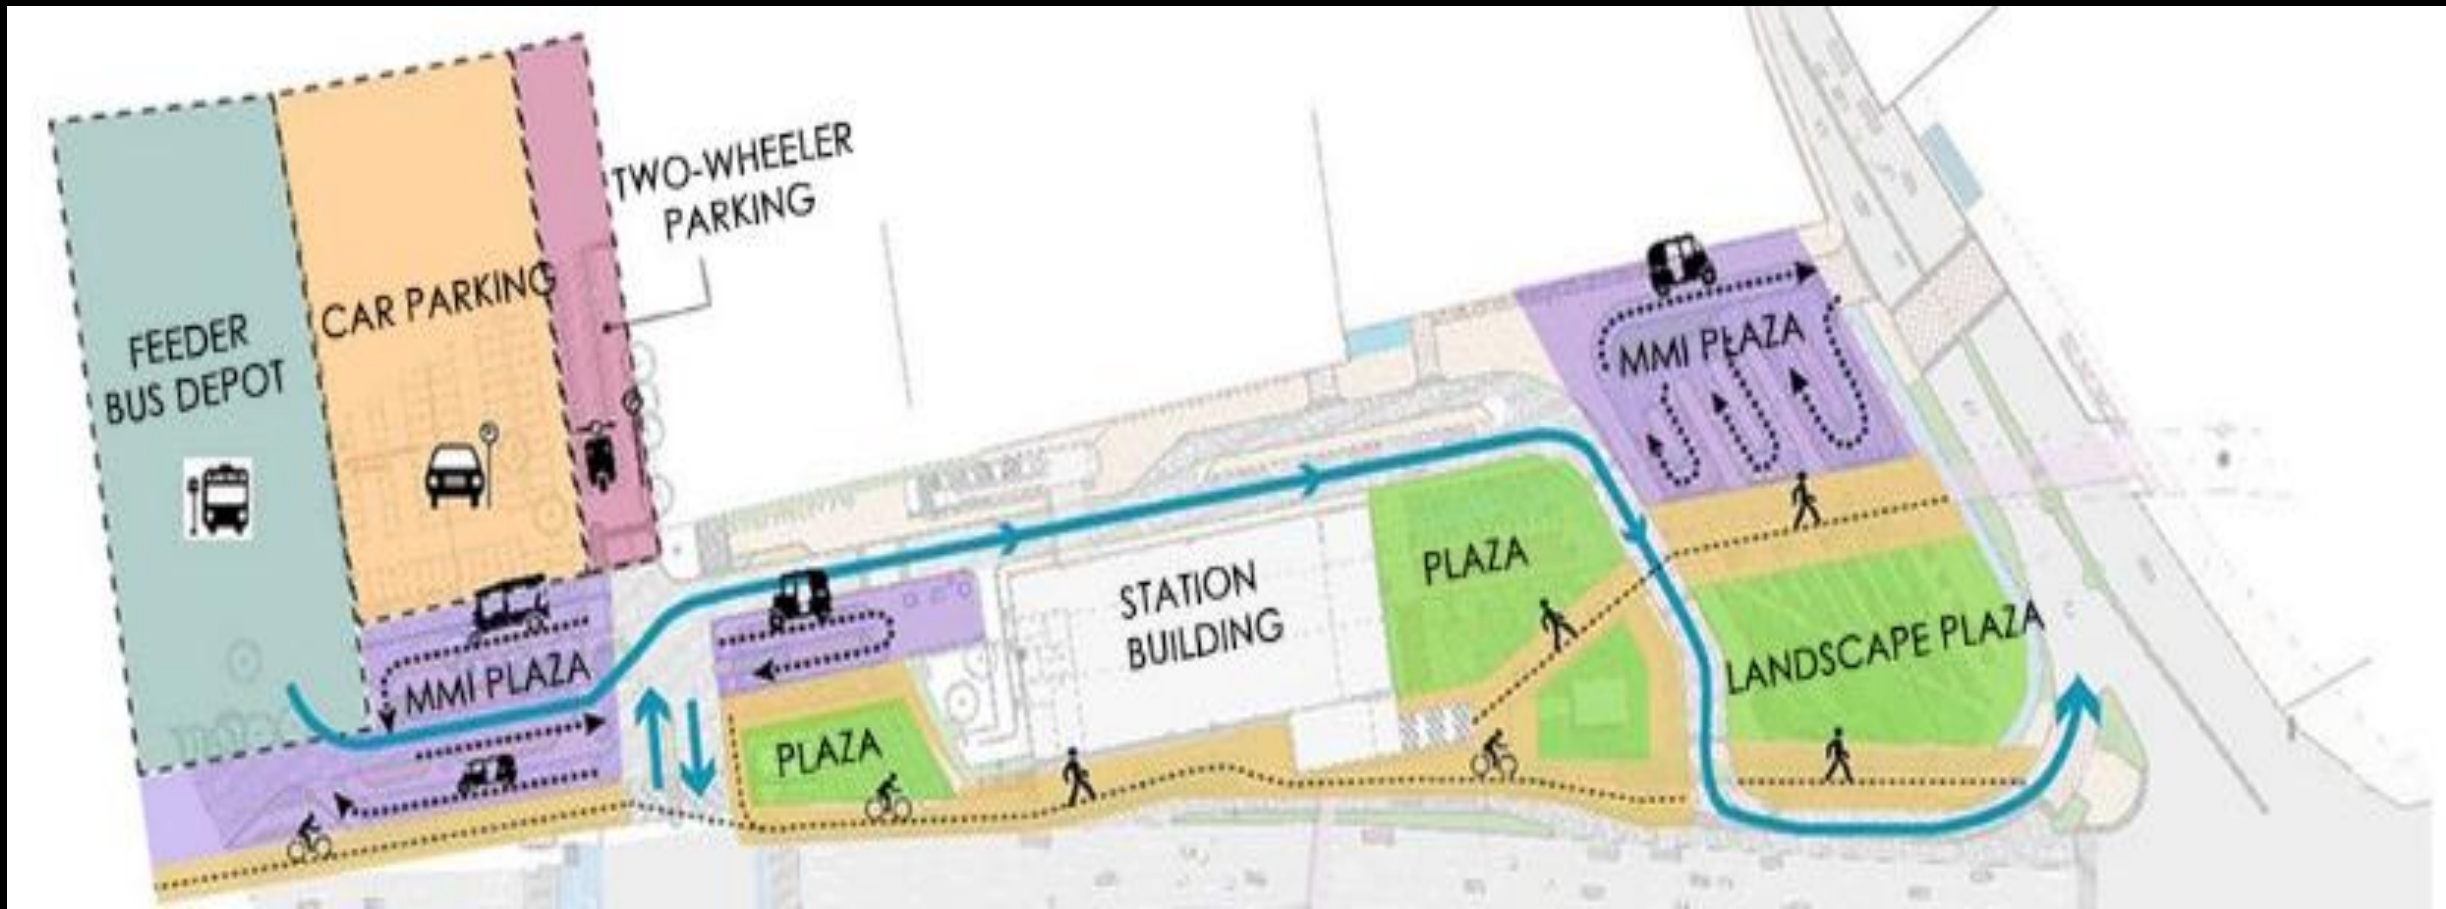 FEEDER
BUS DEPOT
CAR PARKING
TWO-WHEELER
PARKING
MMI PLAZA
PLAZA
STATION
BUILDING
PLAZA
MMI PLAZA
LANDSCAPE PLAZA